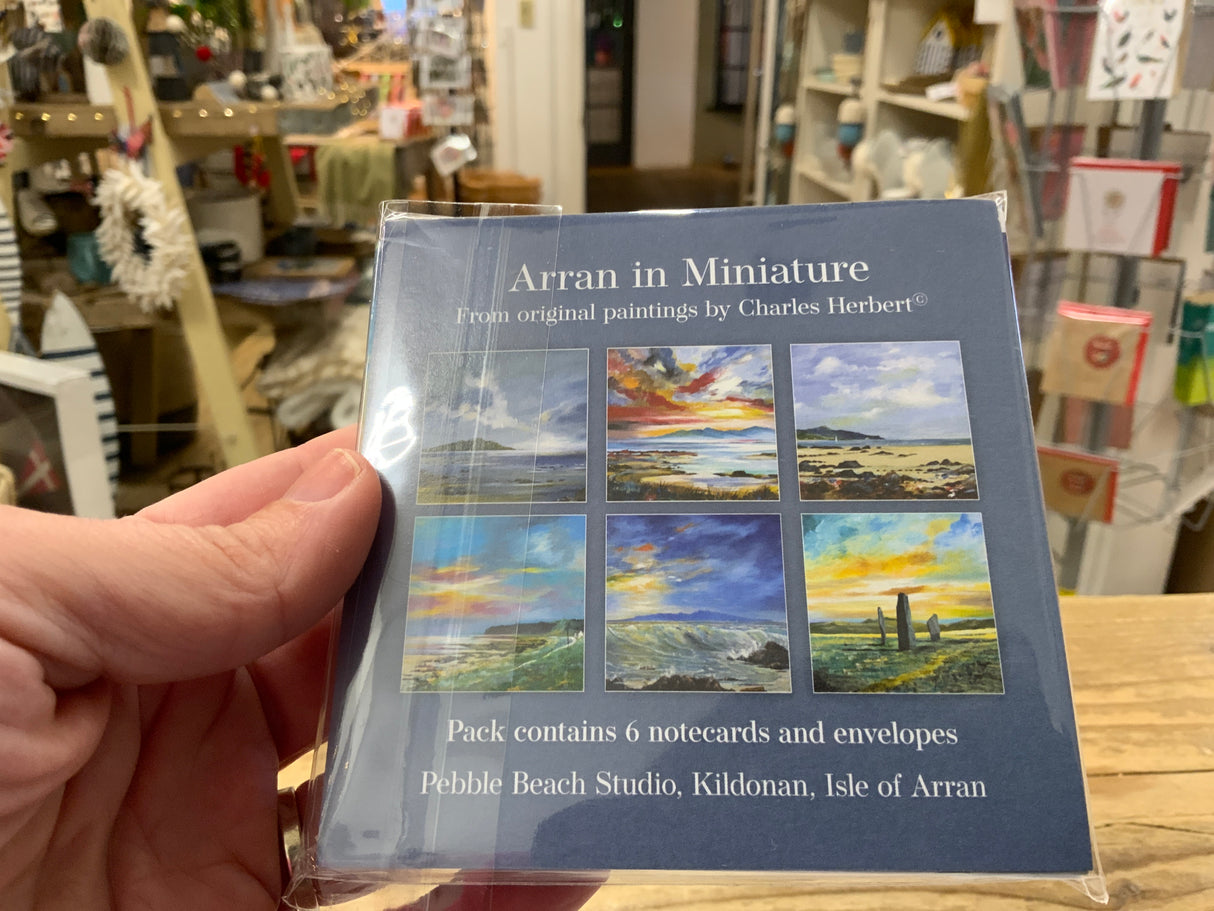 Arran in Miniature
From original paintings by Charles Herbert©
Pack contains 6 notecards and envelopes
Pebble Beach Studio, Kildonan, Isle of Arran